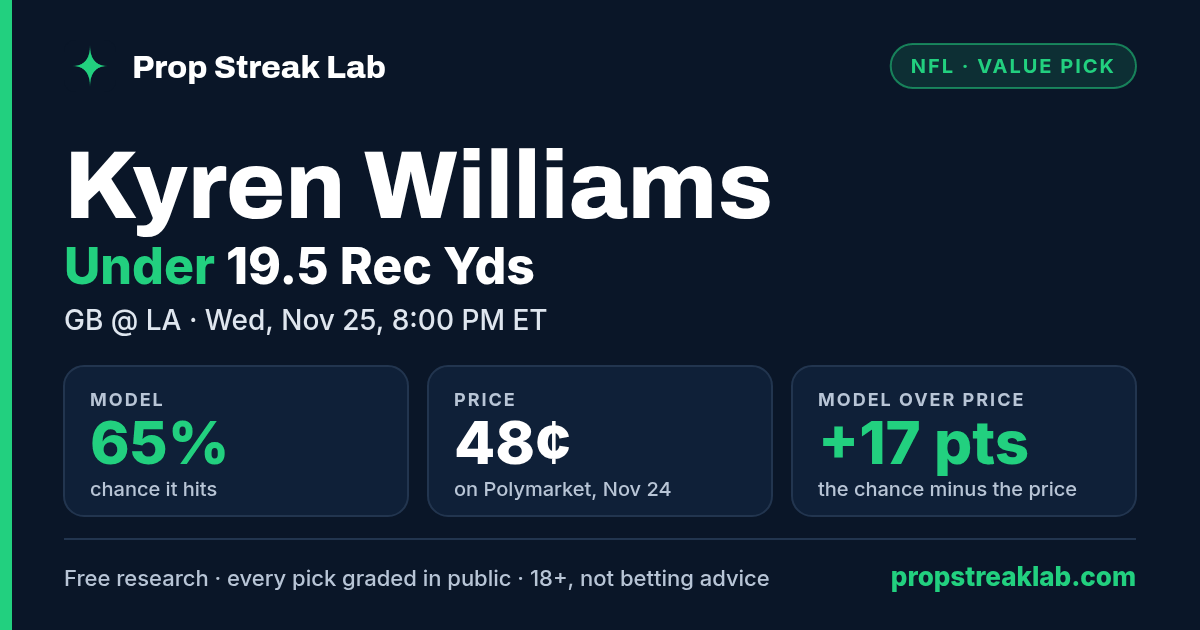 Prop Streak Lab
NFL · VALUE PICK
Kyren Williams
Under 19.5 Rec Yds
GB @ LA · Wed, Nov 25, 8:00 PM ET
MODEL
65%
chance it hits
PRICE
48¢
on Polymarket, Nov 24
MODEL OVER PRICE
+17 pts
the chance minus the price
Free research · every pick graded in public · 18+, not betting advice
propstreaklab.com